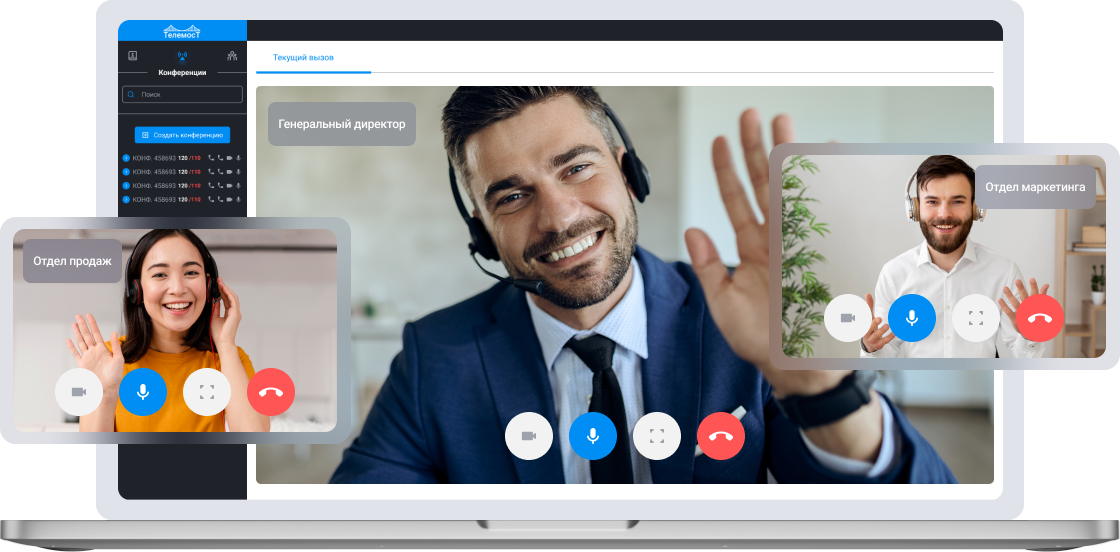 Телемост
Конференции
Поиск
Создать конференцию
КОНФ. 458693 120 /110
КОНФ. 458693 120 /110
КОНФ. 458693 120 /110
КОНФ. 458693 120 /110
Текущий вызов
Генеральный директор
Отдел маркетинга
Отдел продаж